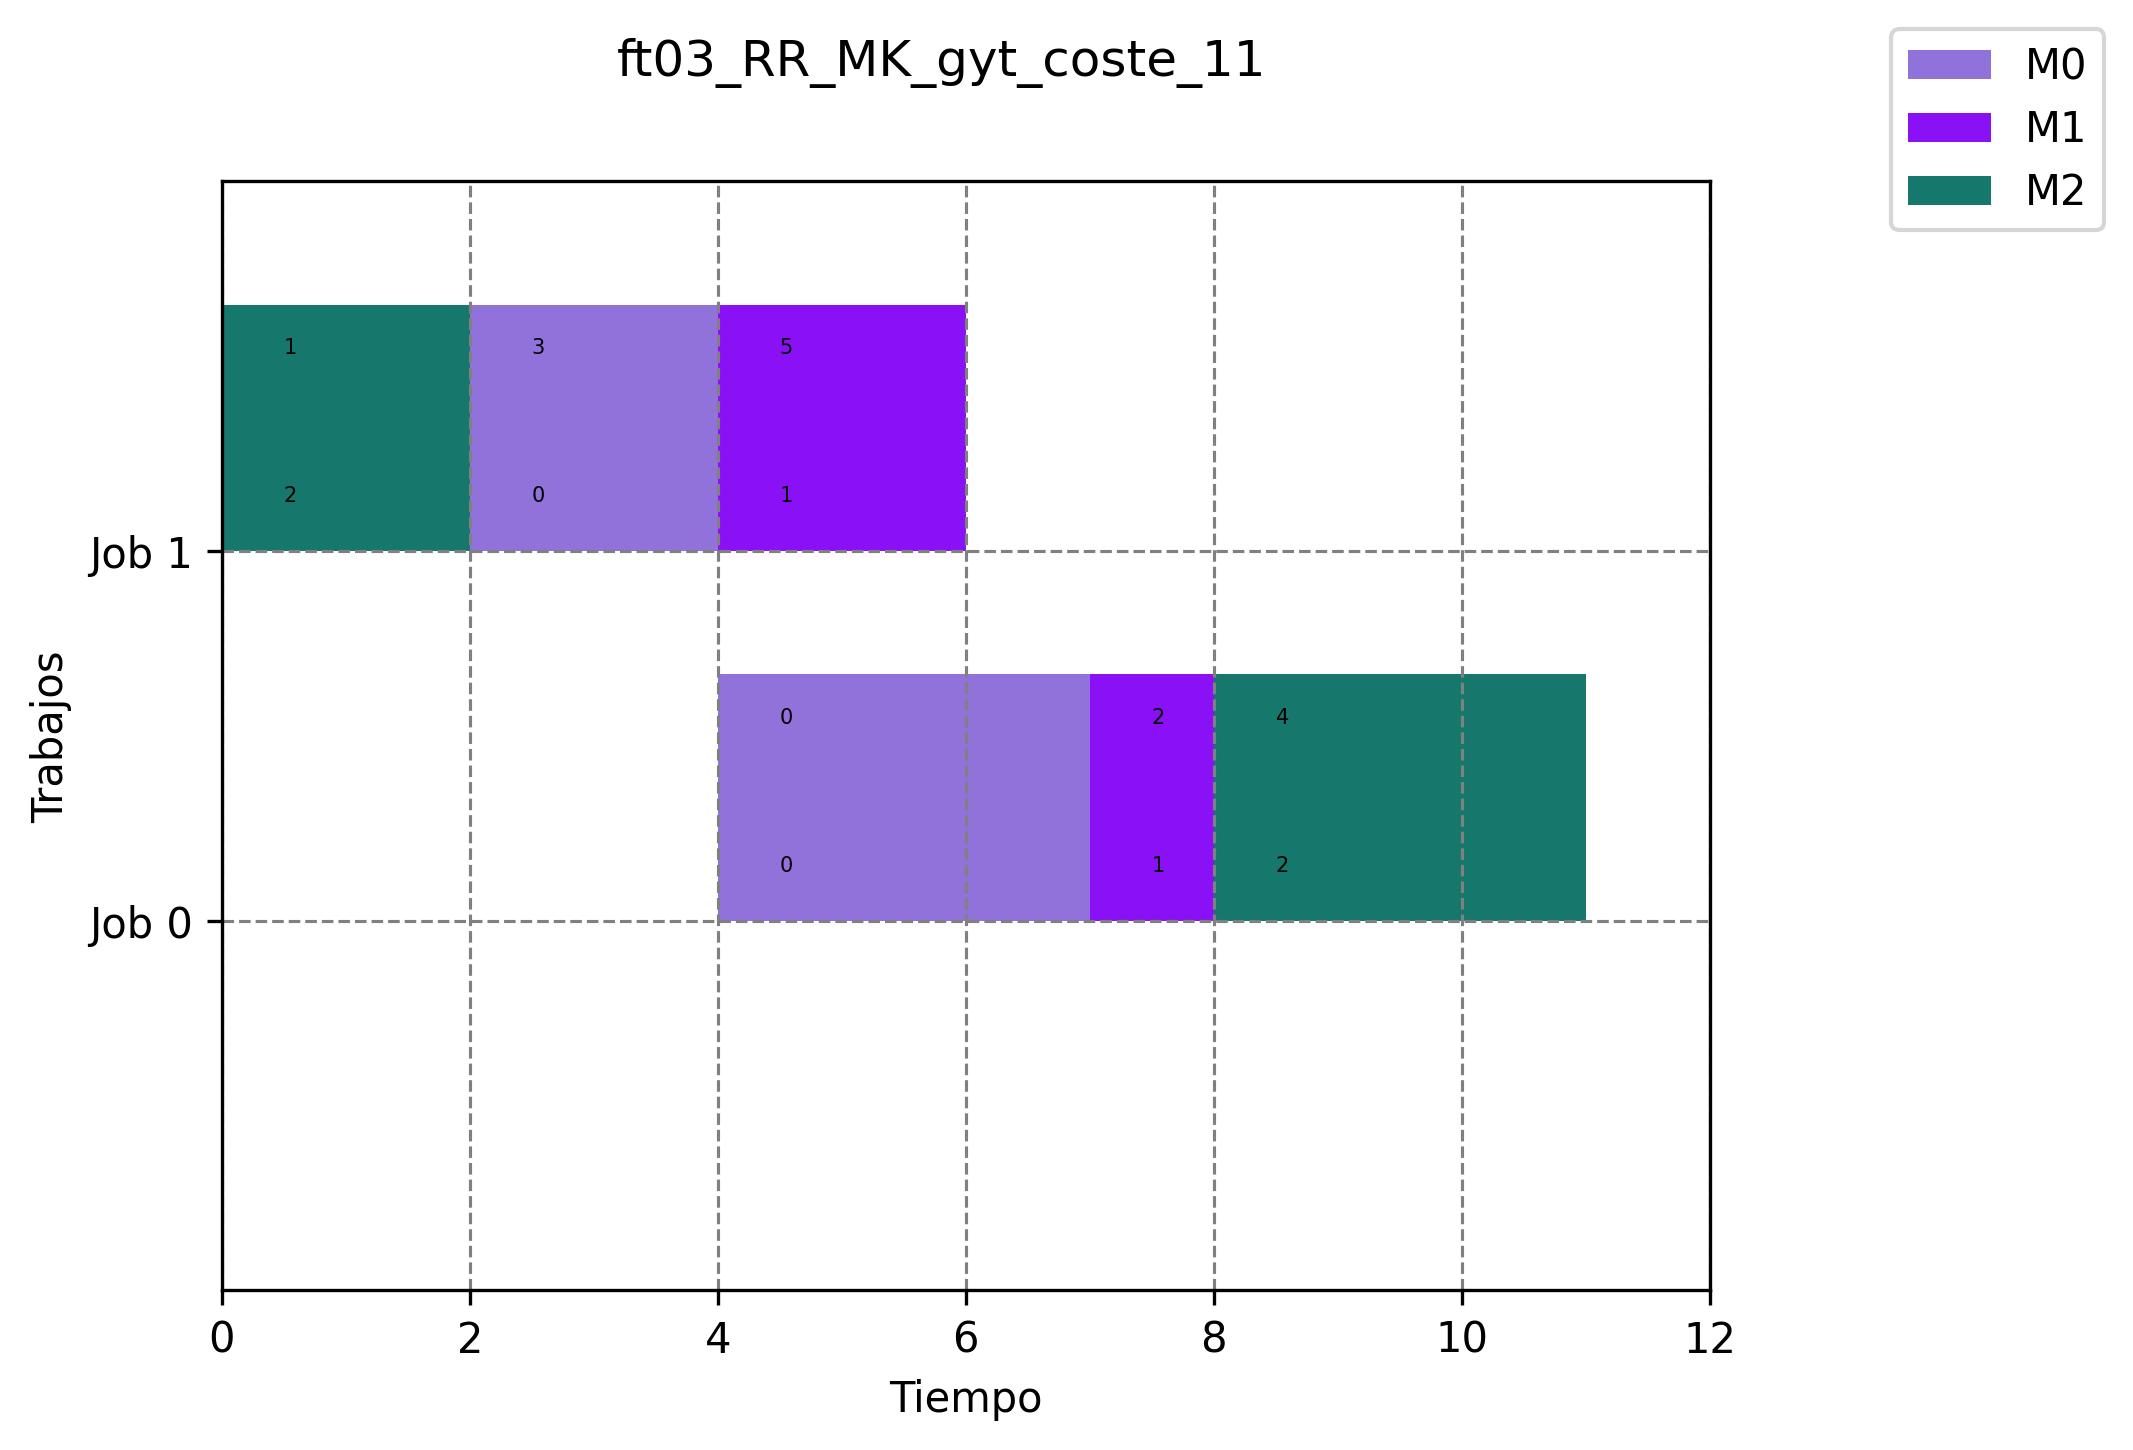 ft03_RR_MK_gyt_coste_11
M0
M1
M2
1 3 5
2 0 1
Job 1
0 2 4
0 1 2
Job 0
Trabajos
0 2 4 6 8 10 12
Tiempo